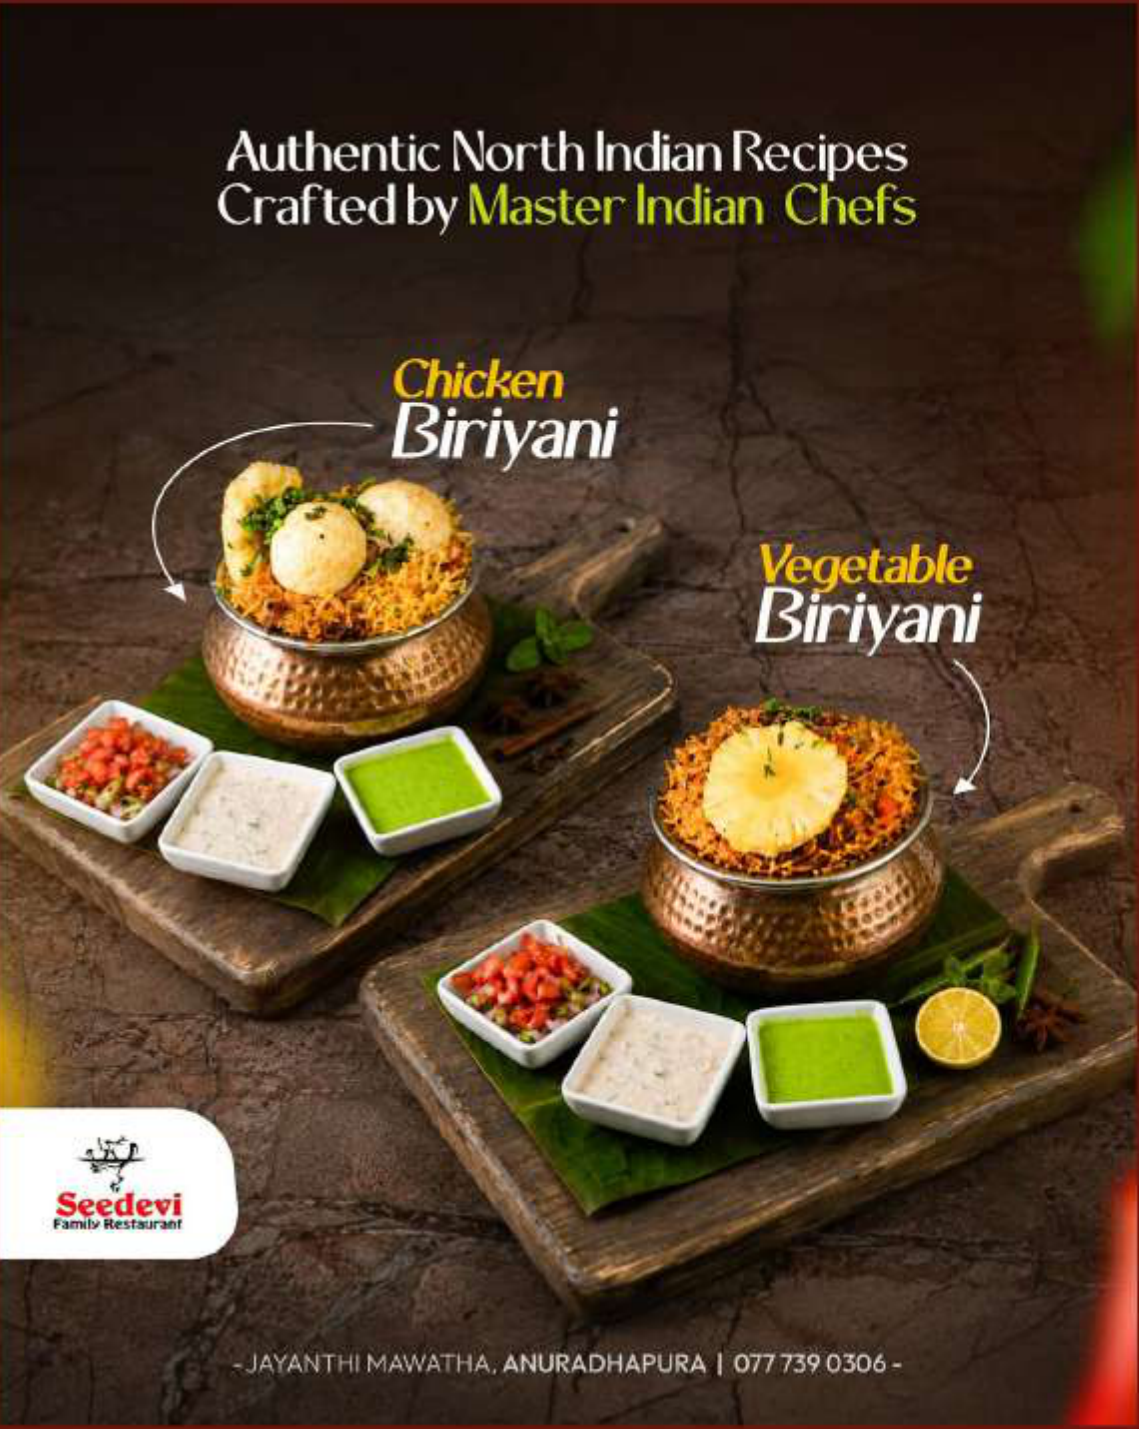 Authentic North Indian Recipes
Crafted by Master Indian Chefs
Chicken
Biriyani
Vegetable
Biriyani
Seedevi
Family Restaurant
- JAYANTHI MAWATHA, ANURADHAPURA | 077 739 0306 -